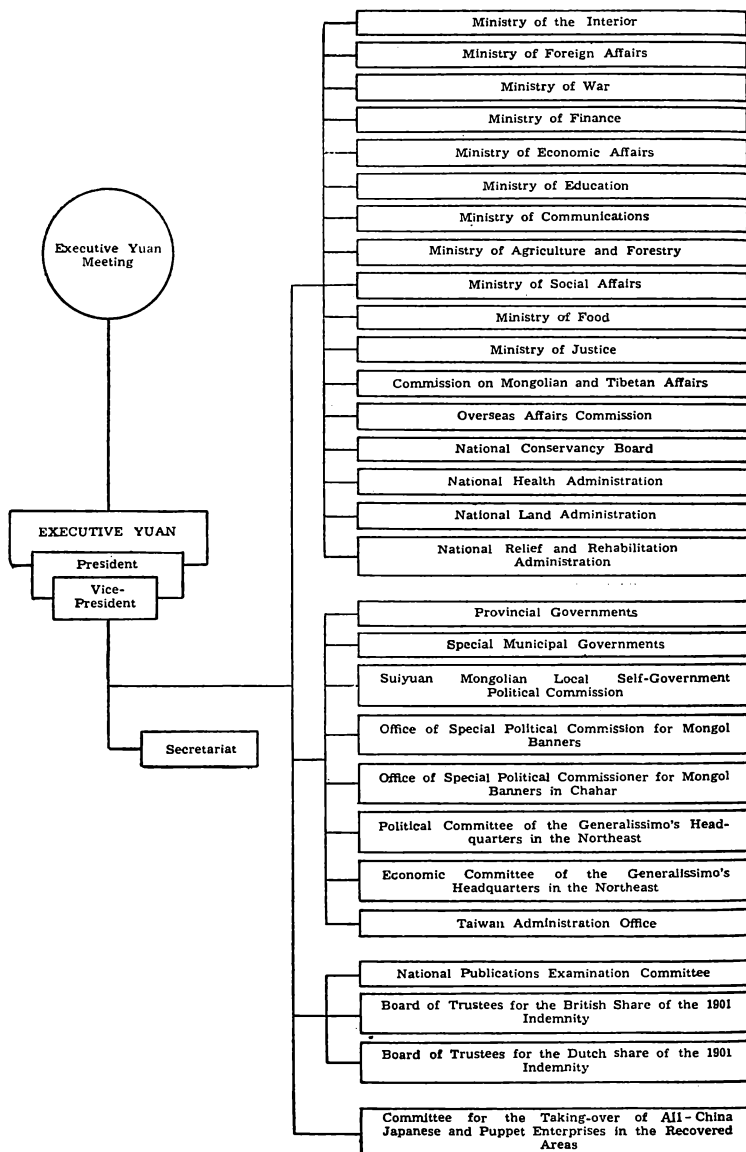 Executive Yuan
Meeting
EXECUTIVE YUAN
President
Vice-
President
Secretariat
Ministry of the Interior
Ministry of Foreign Affairs
Ministry of War
Ministry of Finance
Ministry of Economic Affairs
Ministry of Education
Ministry of Communications
Ministry of Agriculture and Forestry
Ministry of Social Affairs
Ministry of Food
Ministry of Justice
Commission on Mongolian and Tibetan Affairs
Overseas Affairs Commission
National Conservancy Board
National Health Administration
National Land Administration
National Relief and Rehabilitation
Administration
Provincial Governments
Special Municipal Governments
Suiyuan Mongolian Local Self-Government
Political Commission
Office of Special Political Commission for Mongol
Banners
Office of Special Political Commissioner for Mongol
Banners in Chahar
Political Committee of the Generalissimo's Head-
quarters in the Northeast
Economic Committee of the Generalissimo's
Headquarters in the Northeast
Taiwan Administration Office
National Publications Examination Committee
Board of Trustees for the British Share of the 1901
Indemnity
Board of Trustees for the Dutch share of the 1901
Indemnity
Committee for the Taking-over of All-China
Japanese and Puppet Enterprises in the Recovered
Areas